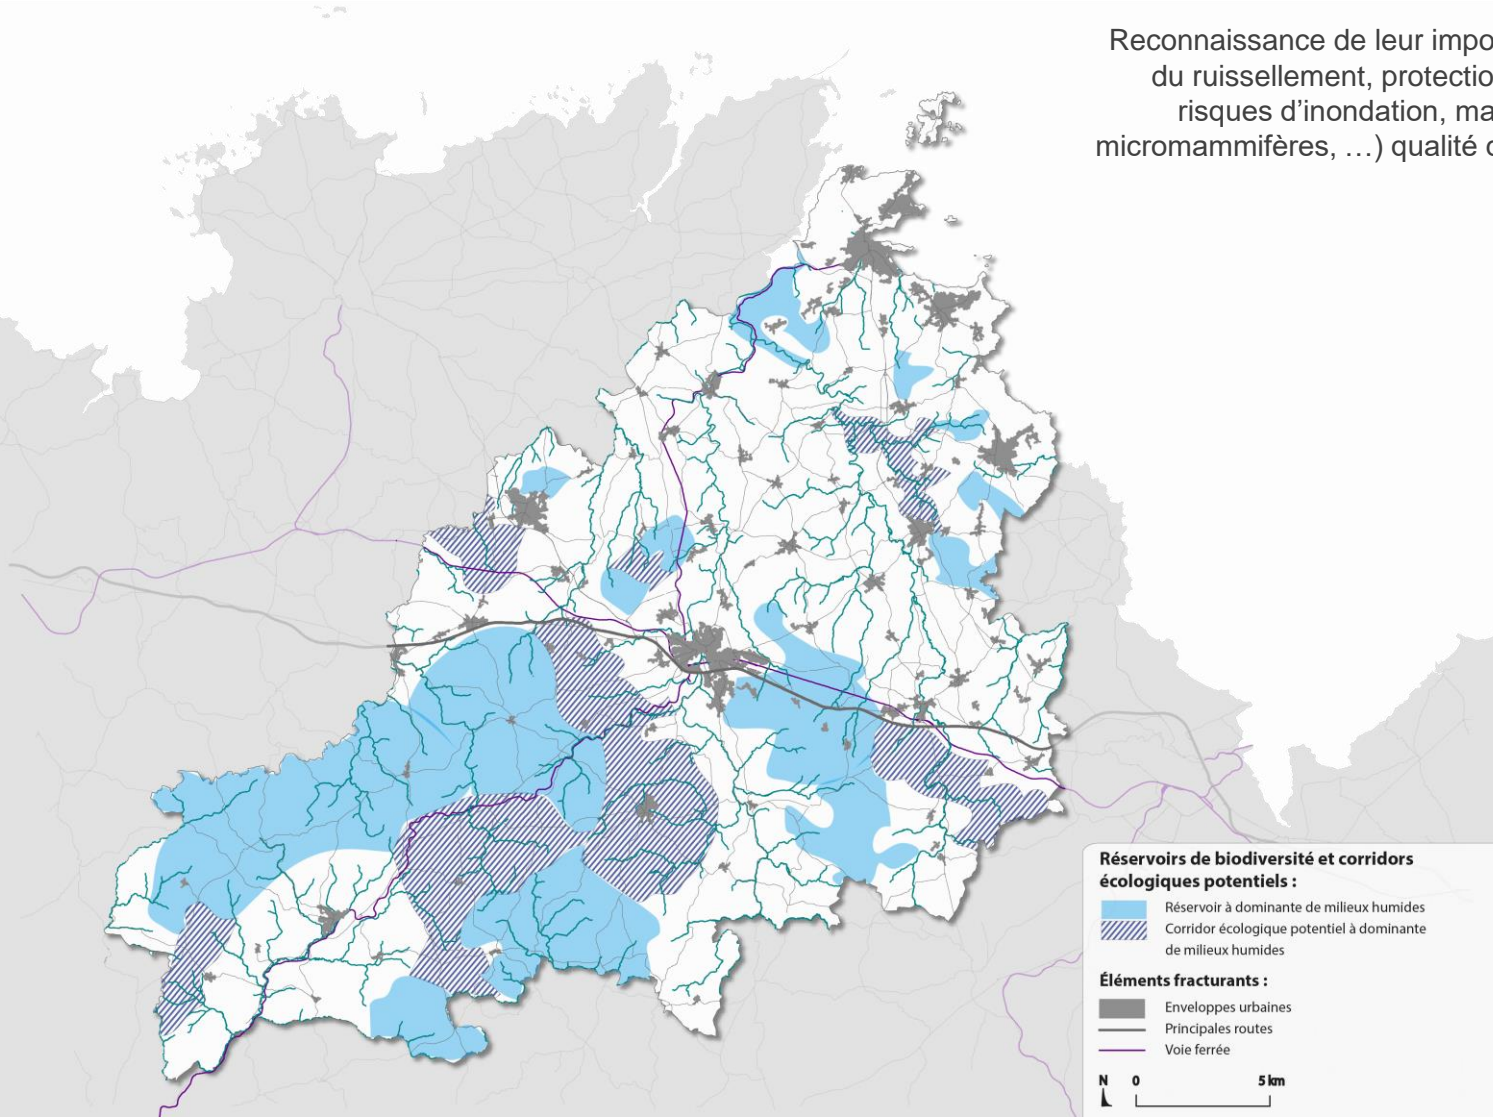 Reconnaissance de leur impo
du ruissellement, protectio
risques d’inondation, ma
micromammifères, …) qualité
Réservoirs de biodiversité et corridors
écologiques potentiels :
Réservoir à dominante de milieux humides
Corridor écologique potentiel à dominante
de milieux humides
Éléments fracturants :
Enveloppes urbaines
Principales routes
Voie ferrée
N 0 5 km